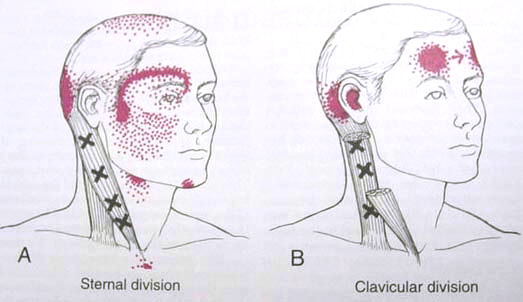 A
B
Sternal division
Clavicular division